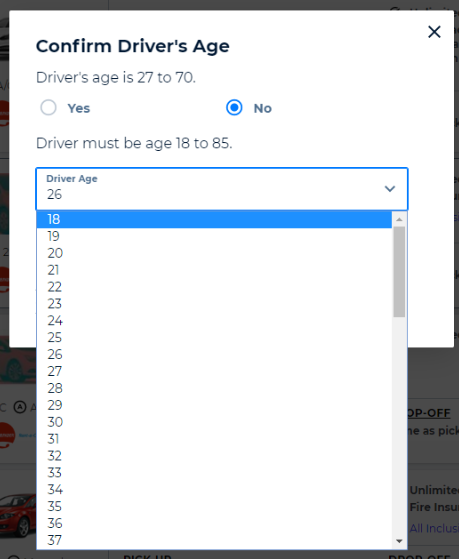 Confirm Driver's Age
Driver's age is 27 to 70.
Yes
No
Driver must be age 18 to 85.
Driver Age
26
18
19
20
21
22
23
24
25
26
27
28
29
30
31
32
33
34
35
36
37
OP-OFF
me as pick
Unlimited
Fire Insu
All Inclusi
PICK-UP
DROP-OFF